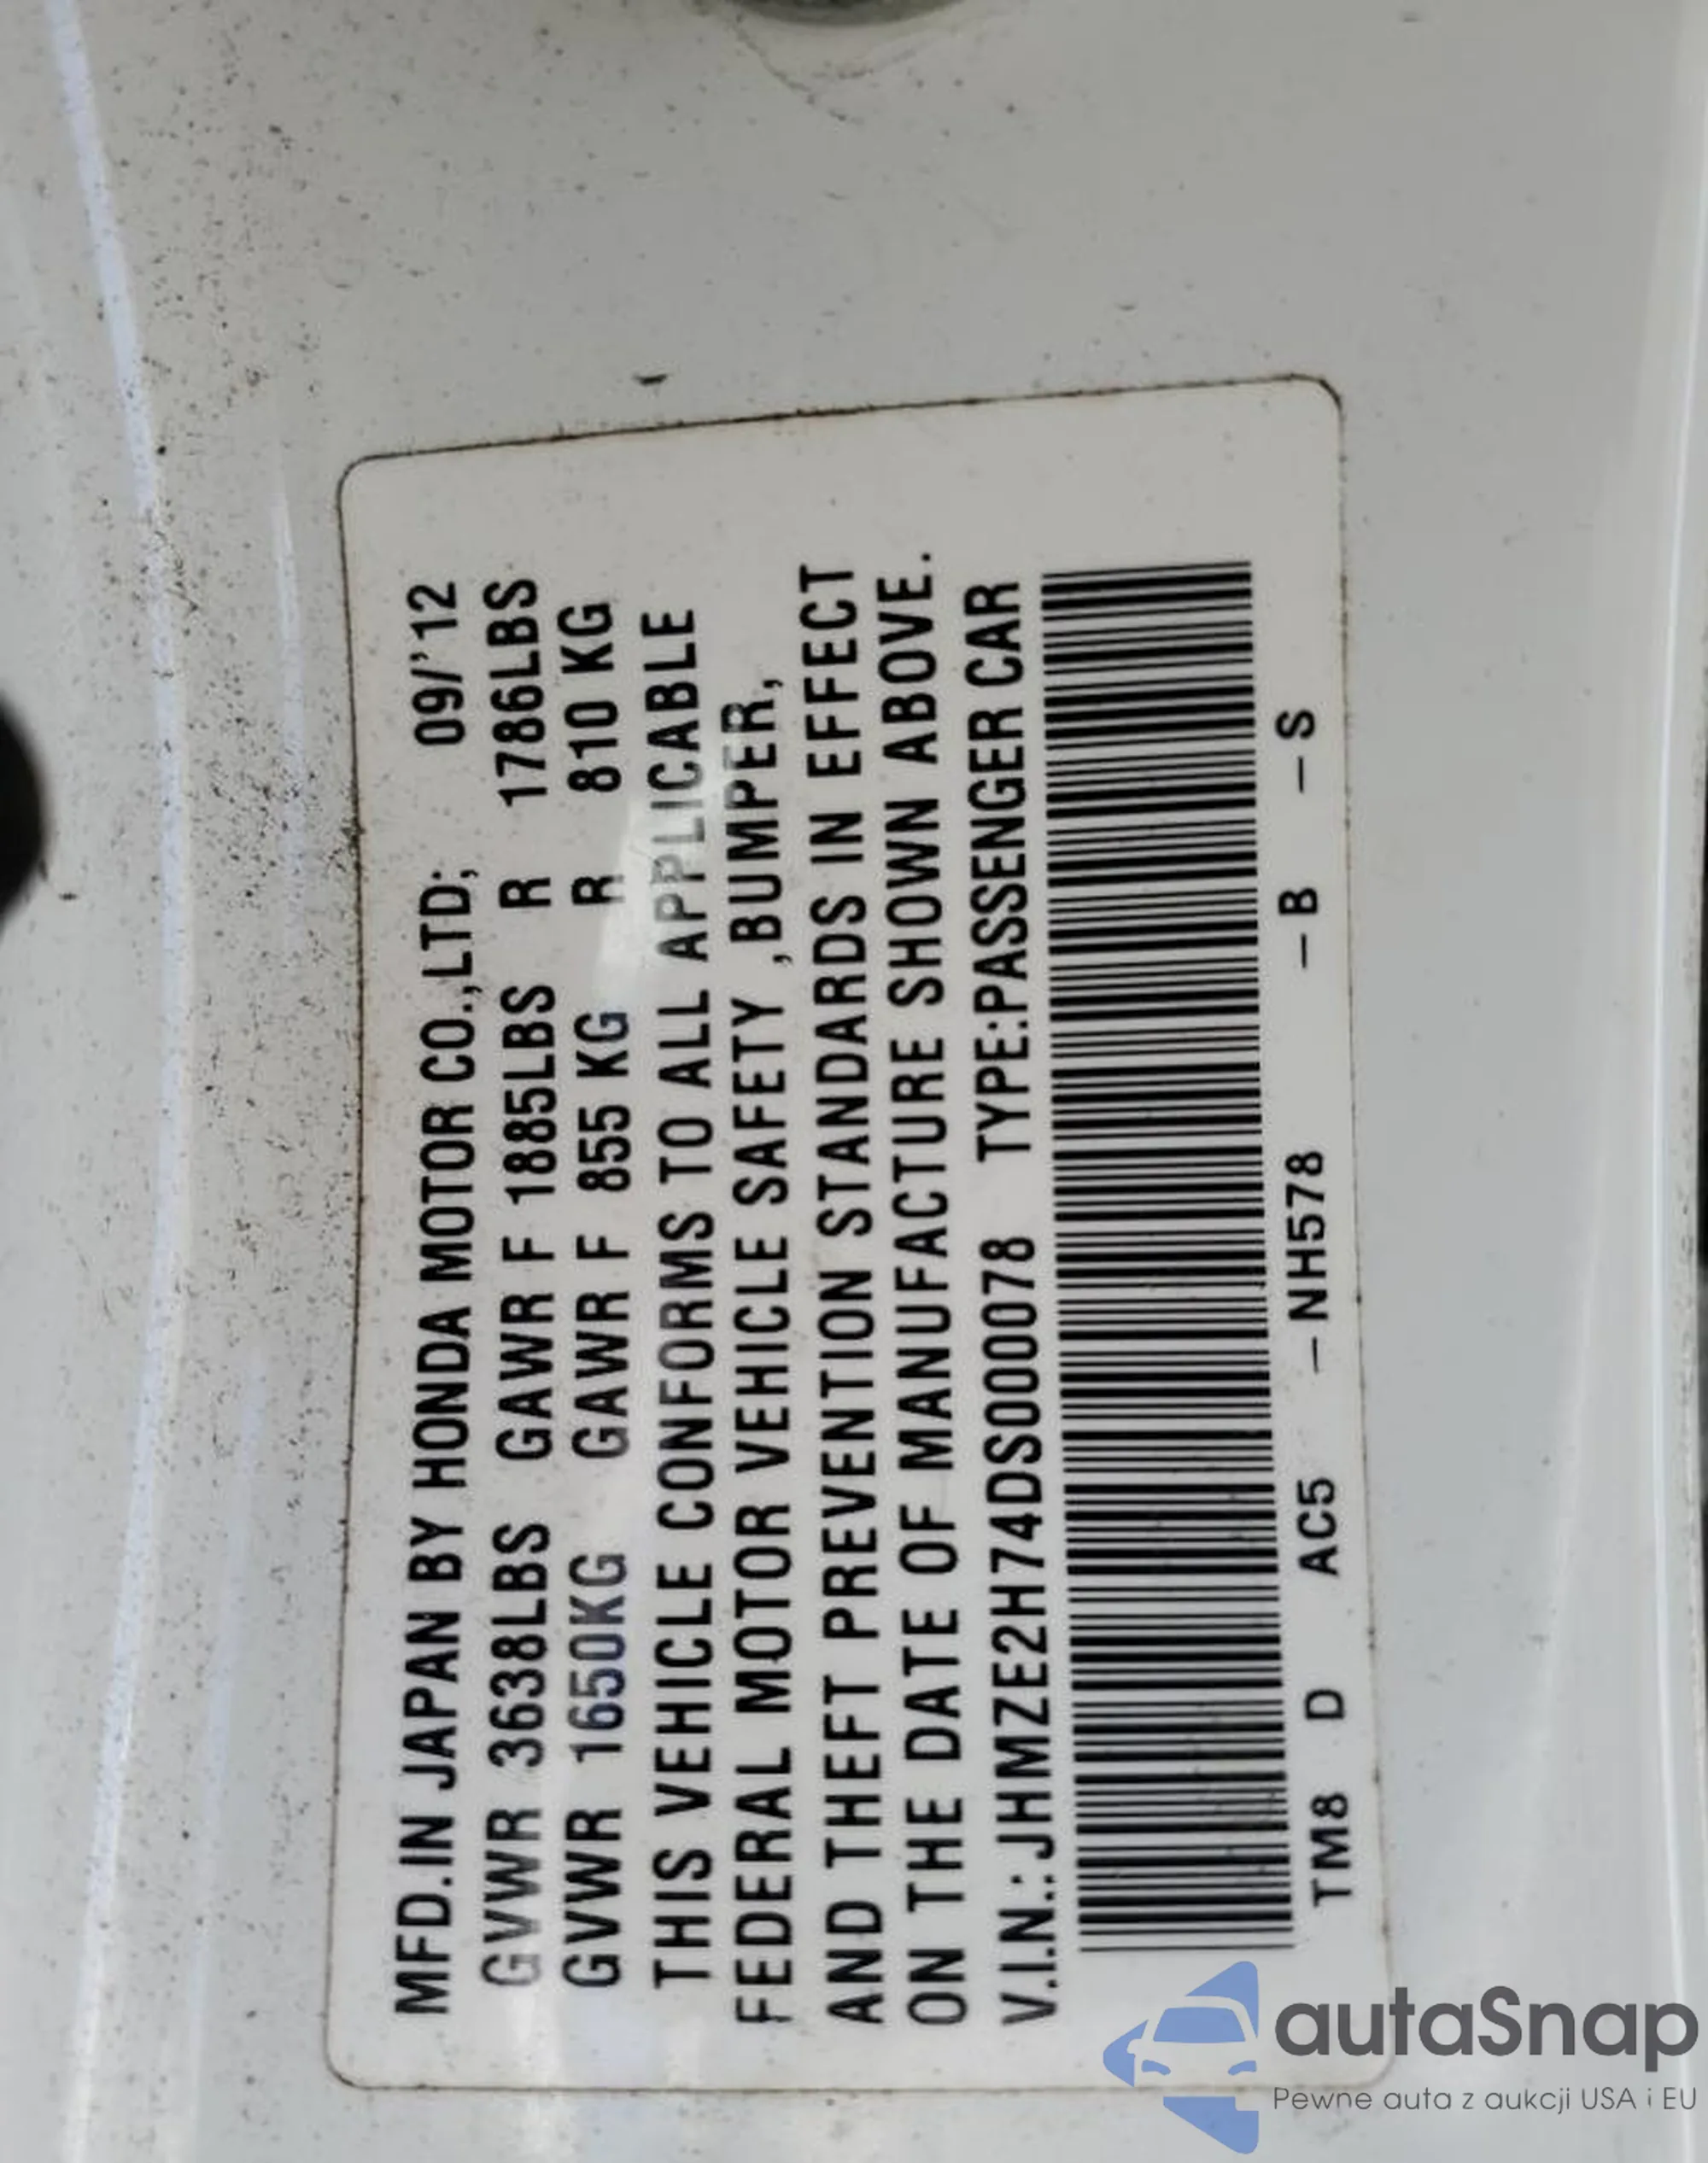 MFD.IN JAPAN BY HONDA MOTOR CO.,LTD; 09/'12
GVWR 3638LBS GAWR F 1885LBS R 1786LBS
GVWR 1650KG GAWR F 855 KG R 810 KG
THIS VEHICLE CONFORMS TO ALL APPLICABLE
FEDERAL MOTOR VEHICLE SAFETY ,BUMPER,
AND THEFT PREVENTION STANDARDS IN EFFECT
ON THE DATE OF MANUFACTURE SHOWN ABOVE.
V.I.N.: JHMZE2H74DS000078 TYPE:PASSENGER CAR
TM8 D AC5 –NH578 –B –S
autaSnap
Pewne auta z aukcji USA i EU